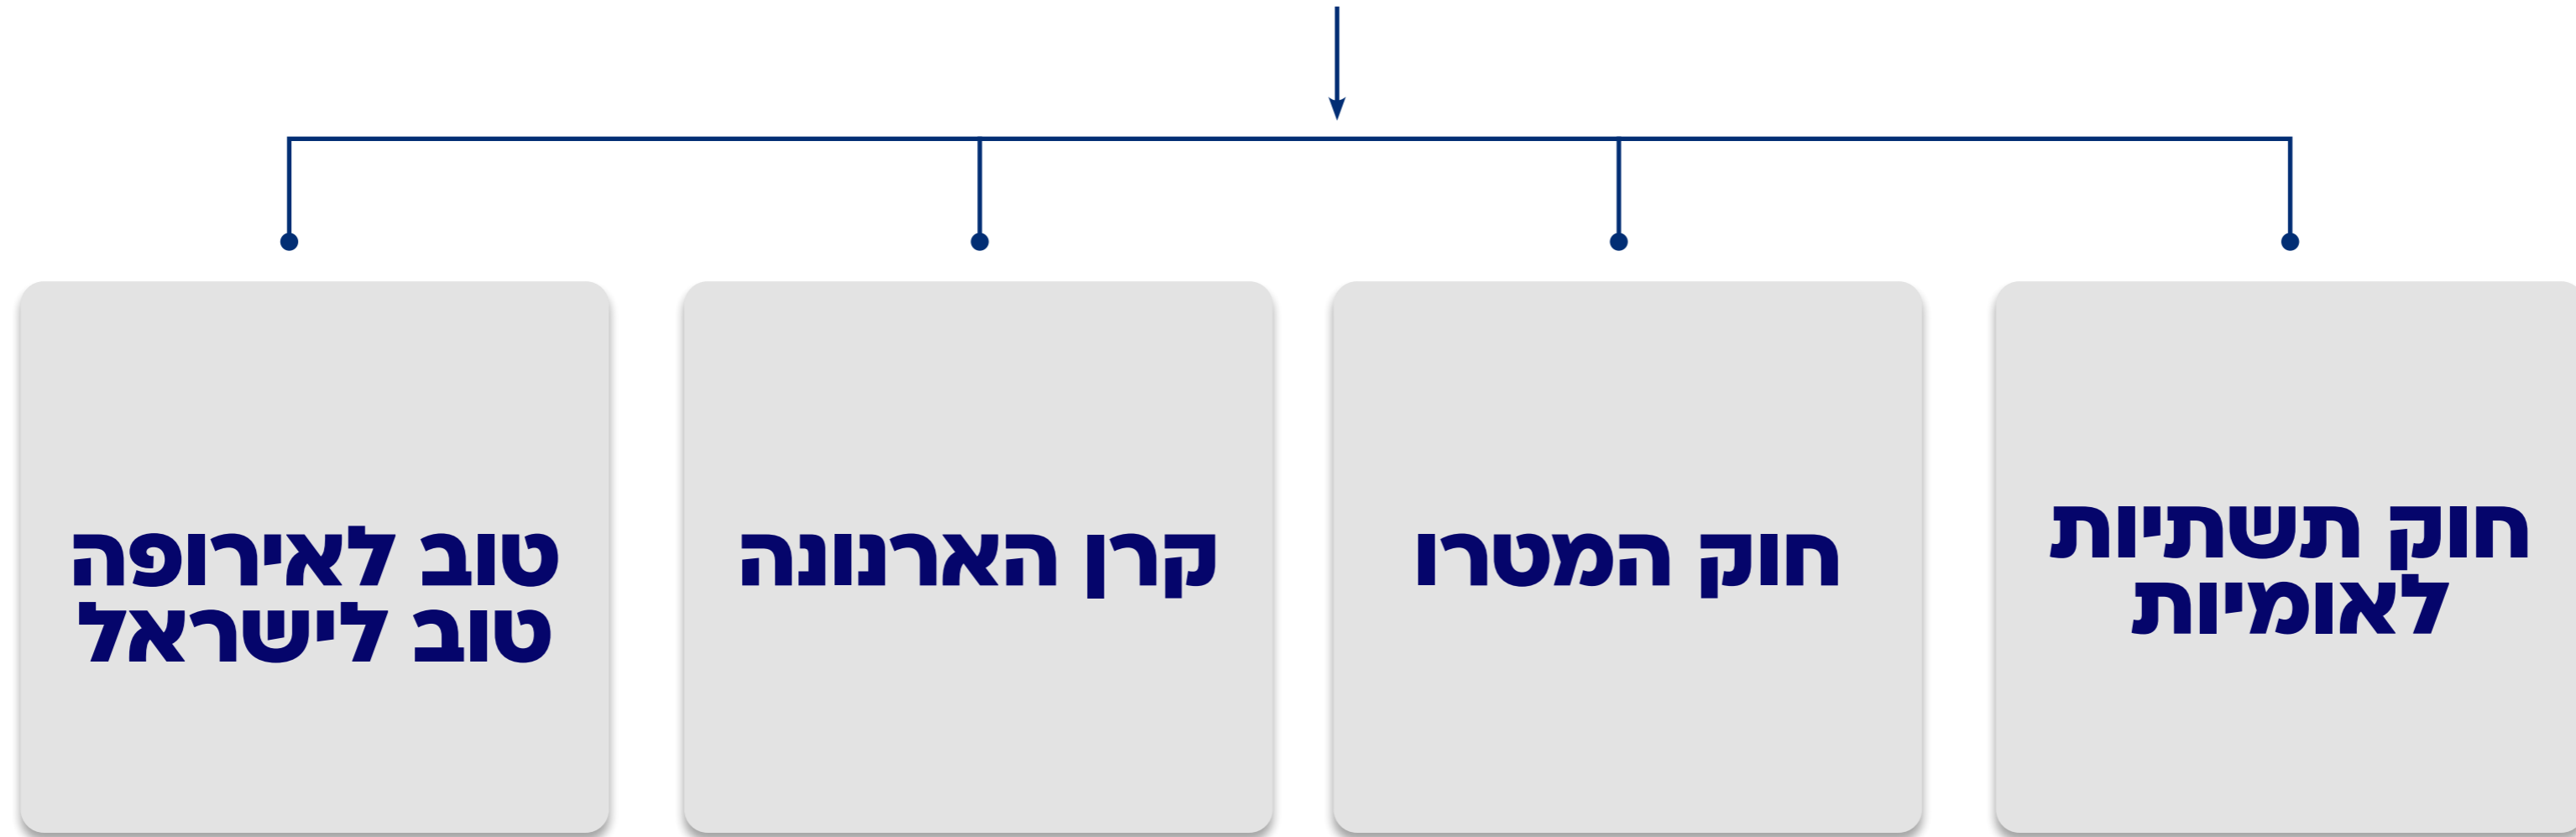 חוק תשתיות
לאומיות
חוק המטרו
קרן הארנונה
טוב לאירופה
טוב לישראל